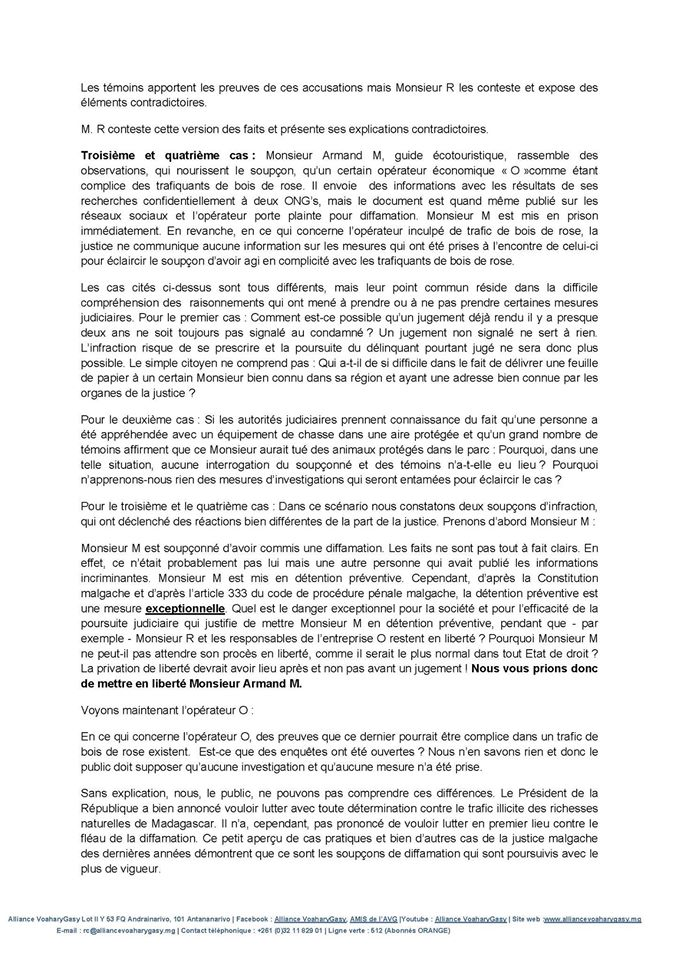 Les témoins apportent les preuves de ces accusations mais Monsieur R les conteste et expose des
éléments contradictoires.
M. R conteste cette version des faits et présente ses explications contradictoires.
Troisième et quatrième cas : Monsieur Armand M, guide écotouristique, rassemble des
observations, qui nourissent le soupçon, qu'un certain opérateur économique « O »comme étant
complice des trafiquants de bois de rose. Il envoie des informations avec les résultats de ses
recherches confidentiellement à deux ONG's, mais le document est quand même publié sur les
réseaux sociaux et l'opérateur porte plainte pour diffamation. Monsieur M est mis en prison
immédiatement. En revanche, en ce qui concerne l'opérateur inculpé de trafic de bois de rose, la
justice ne communique aucune information sur les mesures qui ont été prises à l'encontre de celui-ci
pour éclaircir le soupçon d'avoir agi en complicité avec les trafiquants de bois de rose.
Les cas cités ci-dessus sont tous différents, mais leur point commun réside dans la difficile
compréhension des raisonnements qui ont mené à prendre ou à ne pas prendre certaines mesures
judiciaires. Pour le premier cas : Comment est-ce possible qu'un jugement déjà rendu il y a presque
deux ans ne soit toujours pas signalé au condamné ? Un jugement non signalé ne sert à rien.
L'infraction risque de se prescrire et la poursuite du délinquant pourtant jugé ne sera donc plus
possible. Le simple citoyen ne comprend pas : Qui a-t-il de si difficile dans le fait de délivrer une feuille
de papier à un certain Monsieur bien connu dans sa région et ayant une adresse bien connue par les
organes de la justice ?
Pour le deuxième cas : Si les autorités judiciaires prennent connaissance du fait qu'une personne a
été appréhendée avec un équipement de chasse dans une aire protégée et qu'un grand nombre de
témoins affirment que ce Monsieur aurait tué des animaux protégés dans le parc : Pourquoi, dans une
telle situation, aucune interrogation du soupçonné et des témoins n'a-t-elle eu lieu ? Pourquoi
n'apprenons-nous rien des mesures d'investigations qui seront entamées pour éclaircir le cas ?
Pour le troisième et le quatrième cas : Dans ce scénario nous constatons deux soupçons d'infraction,
qui ont déclenché des réactions bien différentes de la part de la justice. Prenons d'abord Monsieur M :
Monsieur M est soupçonné d'avoir commis une diffamation. Les faits ne sont pas tout à fait clairs. En
effet, ce n'était probablement pas lui mais une autre personne qui avait publié les informations
incriminantes. Monsieur M est mis en détention préventive. Cependant, d'après la Constitution
malgache et d'après l'article 333 du code de procédure pénale malgache, la détention préventive est
une mesure exceptionnelle. Quel est le danger exceptionnel pour la société et pour l'efficacité de la
poursuite judiciaire qui justifie de mettre Monsieur M en détention préventive, pendant que - par
exemple - Monsieur R et les responsables de l'entreprise O restent en liberté ? Pourquoi Monsieur M
ne peut-il pas attendre son procès en liberté, comme il serait le plus normal dans tout Etat de droit ?
La privation de liberté devrait avoir lieu après et non pas avant un jugement ! Nous vous prions donc
de mettre en liberté Monsieur Armand M.
Voyons maintenant l'opérateur O :
En ce qui concerne l'opérateur O, des preuves que ce dernier pourrait être complice dans un trafic de
bois de rose existent. Est-ce que des enquêtes ont été ouvertes ? Nous n'en savons rien et donc le
public doit supposer qu'aucune investigation et qu'aucune mesure n'a été prise.
Sans explication, nous, le public, ne pouvons pas comprendre ces différences. Le Président de la
République a bien annoncé vouloir lutter avec toute détermination contre le trafic illicite des richesses
naturelles de Madagascar. Il n'a, cependant, pas prononcé de vouloir lutter en premier lieu contre le
fléau de la diffamation. Ce petit aperçu de cas pratiques et bien d'autres cas de la justice malgache
des dernières années démontrent que ce sont les soupçons de diffamation qui sont poursuivis avec le
plus de vigueur.
Alliance VoaharyGasy Lot II Y 53 FQ Andrainarivo, 101 Antananarivo | Facebook : Alliance VoaharyGasy, AMIS de l'AVG |Youtube : Alliance VoaharyGasy | Site web :www.alliancevoaharygasy.mg
E-mail : rc@alliancevoaharygasy.mg | Contact téléphonique : +261 (0)32 11 829 01 | Ligne verte : 512 (Abonnés ORANGE)